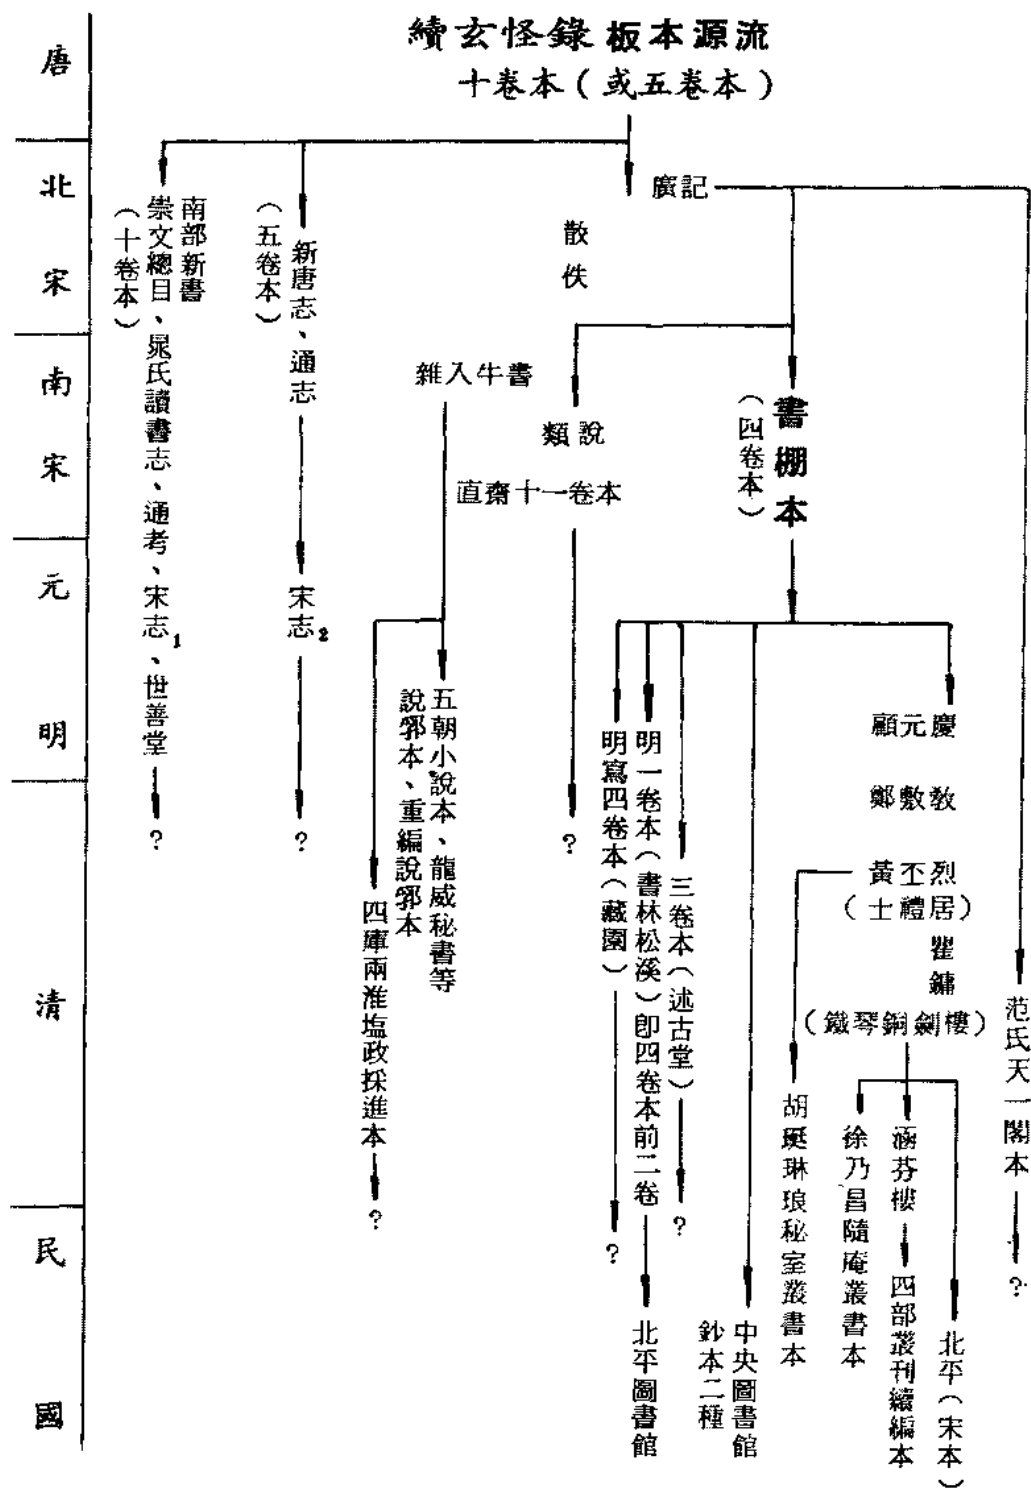 續玄怪錄板本源流
十卷本（或五卷本）
唐
北宋
南宋
元
明
清
民國
南部新書
崇文總目、晁氏讀書志、通考、宋志1、世善堂
（十卷本）
?
新唐志、通志
（五卷本）
宋志2
?
廣記
散佚
雜入牛書
五朝小說本、龍威秘書等
說郛本、重編說郛本
四庫兩淮塩政採進本
?
類說
直齋十一卷本
?
書棚本
（四卷本）
明寫四卷本（藏園）
?
明一卷本（書林松溪）即四卷本前二卷
北平圖書館
三卷本（述古堂）
?
中央圖書館
鈔本二種
顧元慶
鄭敷教
黃丕烈
（士禮居）
瞿鏞
（鐵琴銅劍樓）
胡珽琳琅秘室叢書本
徐乃昌隨庵叢書本
涵芬樓
四部叢刊續編本
北平（宋本）
范氏天一閣本
?